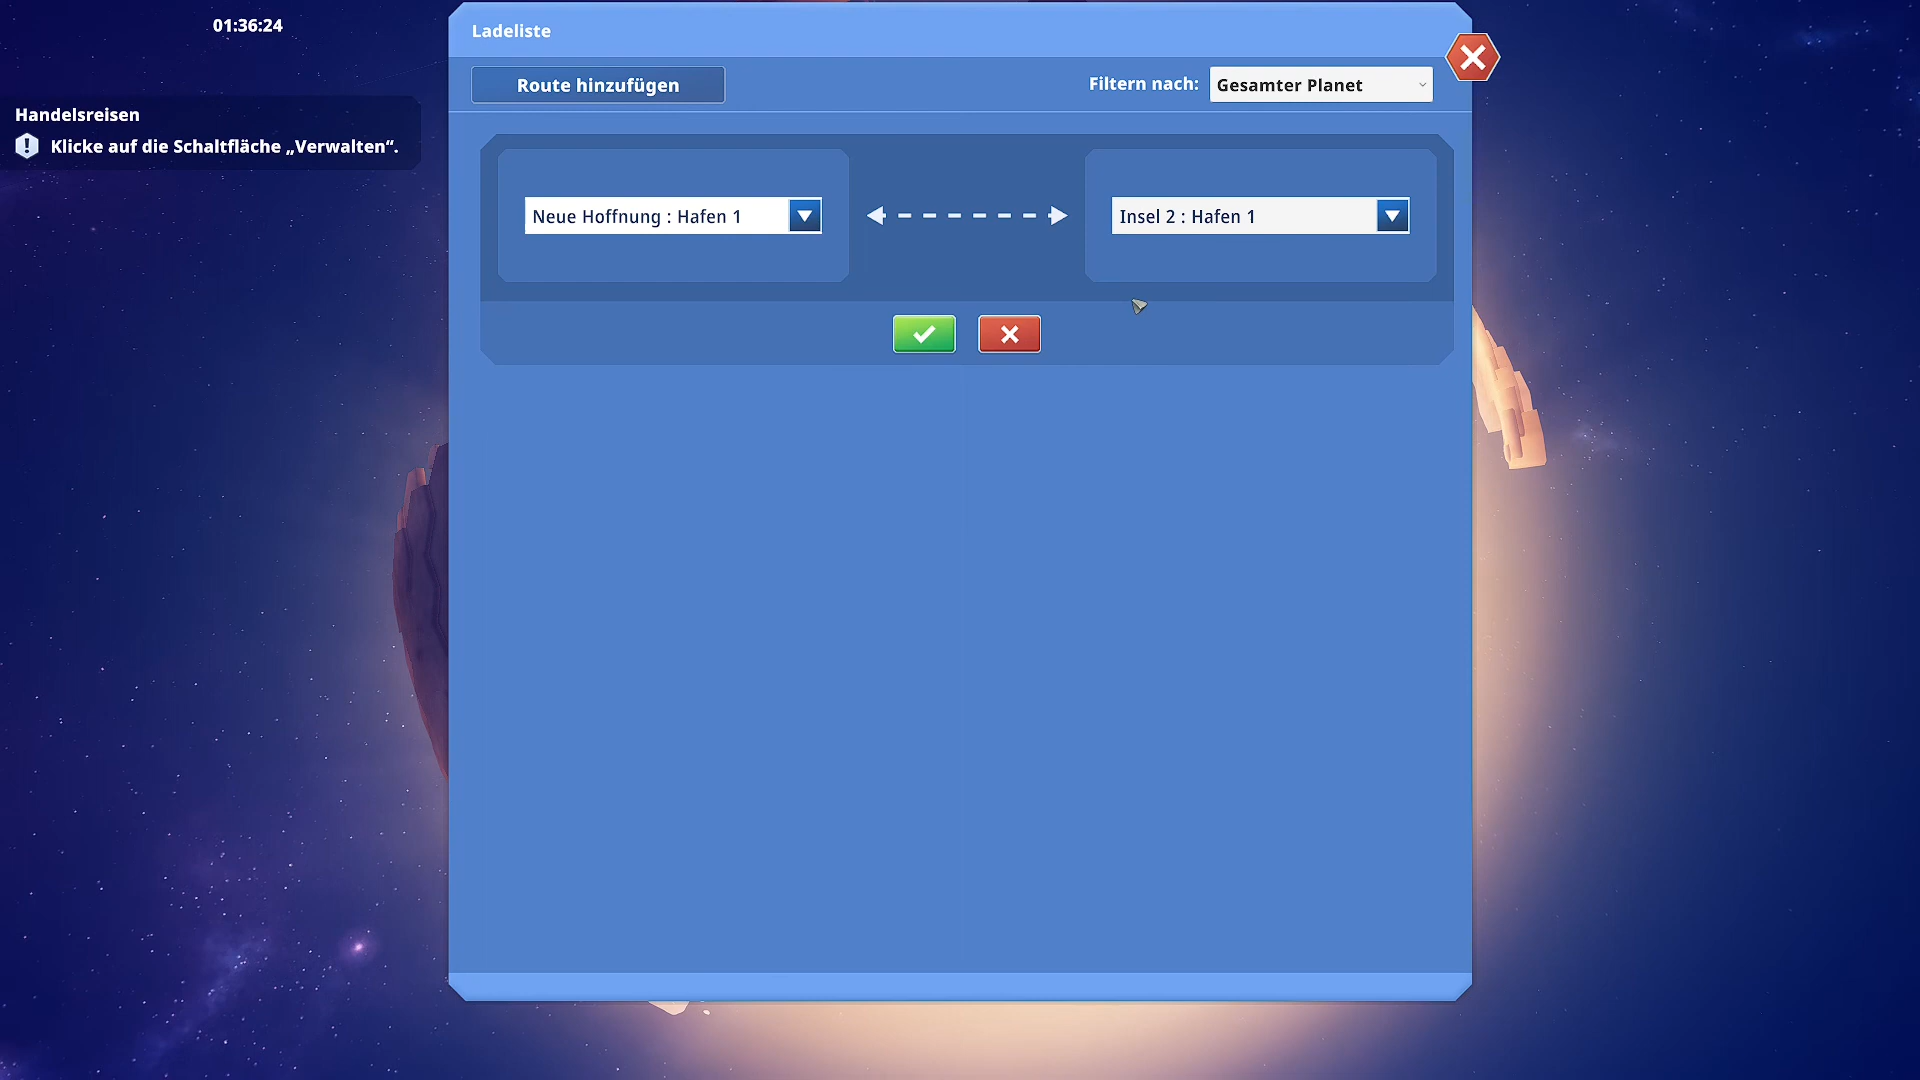 01:36:24
Ladeliste
Route hinzufügen
Filtern nach:
Gesamter Planet
Handelsreisen
Klicke auf die Schaltfläche „Verwalten“.
Neue Hoffnung : Hafen 1
Insel 2 : Hafen 1